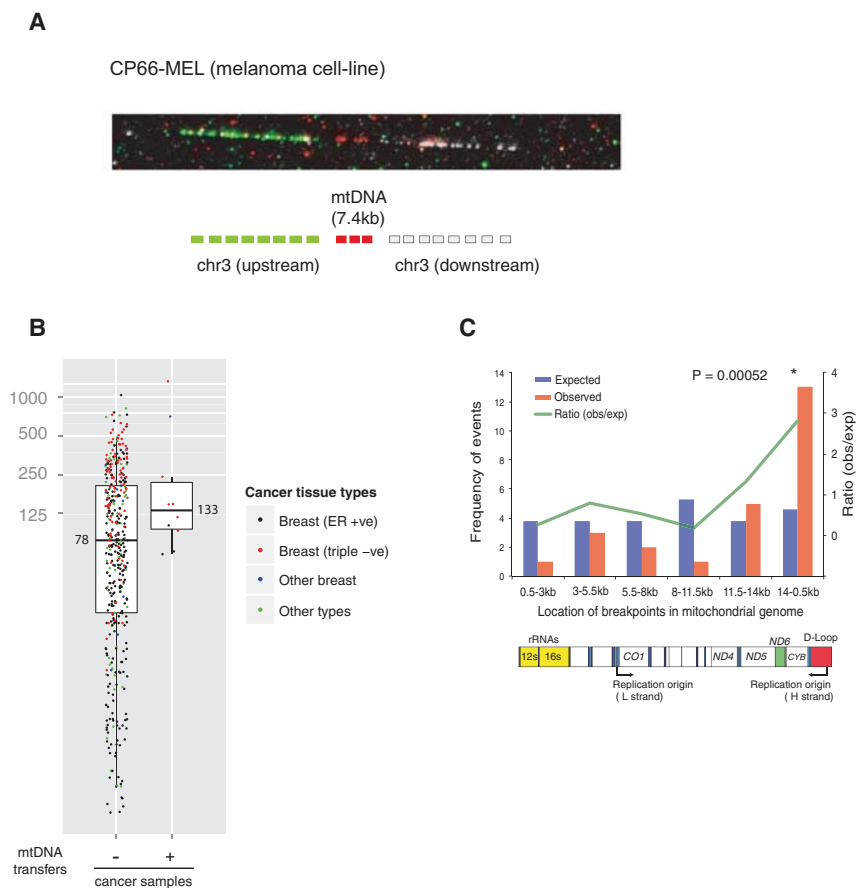 A
CP66-MEL (melanoma cell-line)
mtDNA
(7.4kb)
chr3 (upstream)
chr3 (downstream)
B
1000
500
250
125
78
133
Cancer tissue types
Breast (ER +ve)
Breast (triple −ve)
Other breast
Other types
mtDNA
transfers
- +
cancer samples
C
14
12
10
8
6
4
2
0
Frequency of events
Expected
Observed
Ratio (obs/exp)
P = 0.00052
*
4
3
2
1
0
Ratio (obs/exp)
0.5-3kb 3-5.5kb 5.5-8kb 8-11.5kb 11.5-14kb 14-0.5kb
Location of breakpoints in mitochondrial genome
rRNAs
ND6
D-Loop
12s 16s CO1 ND4 ND5 CYB
Replication origin
( L strand)
Replication origin
( H strand)